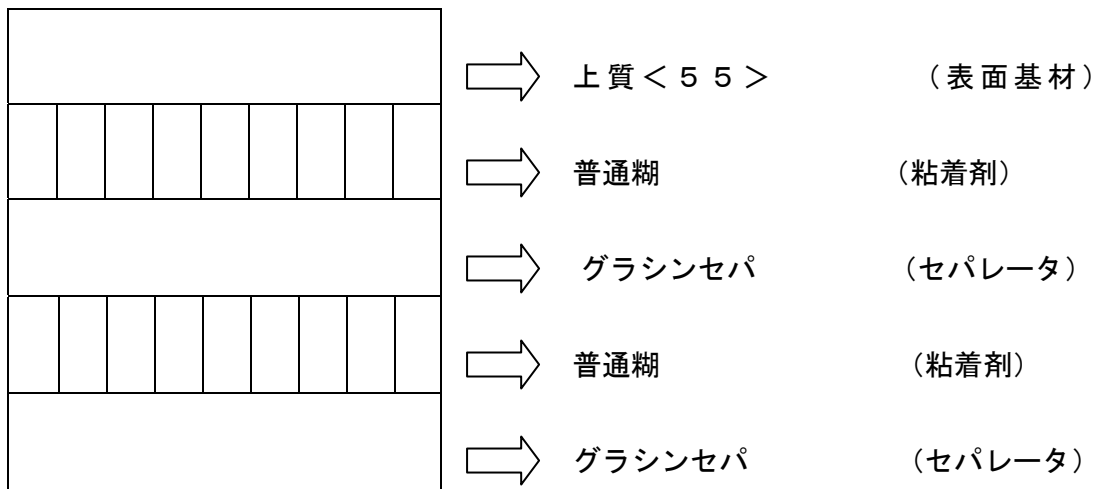 上質＜５５＞　（表面基材）
普通糊　（粘着剤）
グラシンセパ　（セパレータ）
普通糊　（粘着剤）
グラシンセパ　（セパレータ）